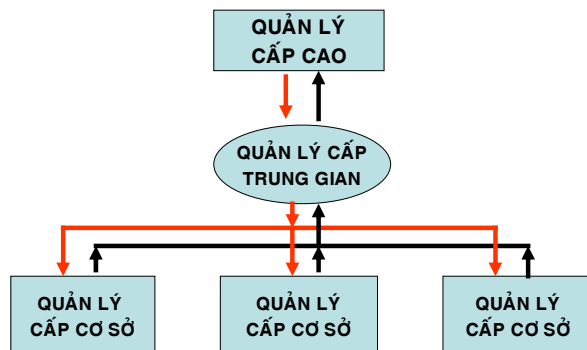 QUẢN LÝ
CẤP CAO
QUẢN LÝ CẤP
TRUNG GIAN
QUẢN LÝ
CẤP CƠ SỞ
QUẢN LÝ
CẤP CƠ SỞ
QUẢN LÝ
CẤP CƠ SỞ